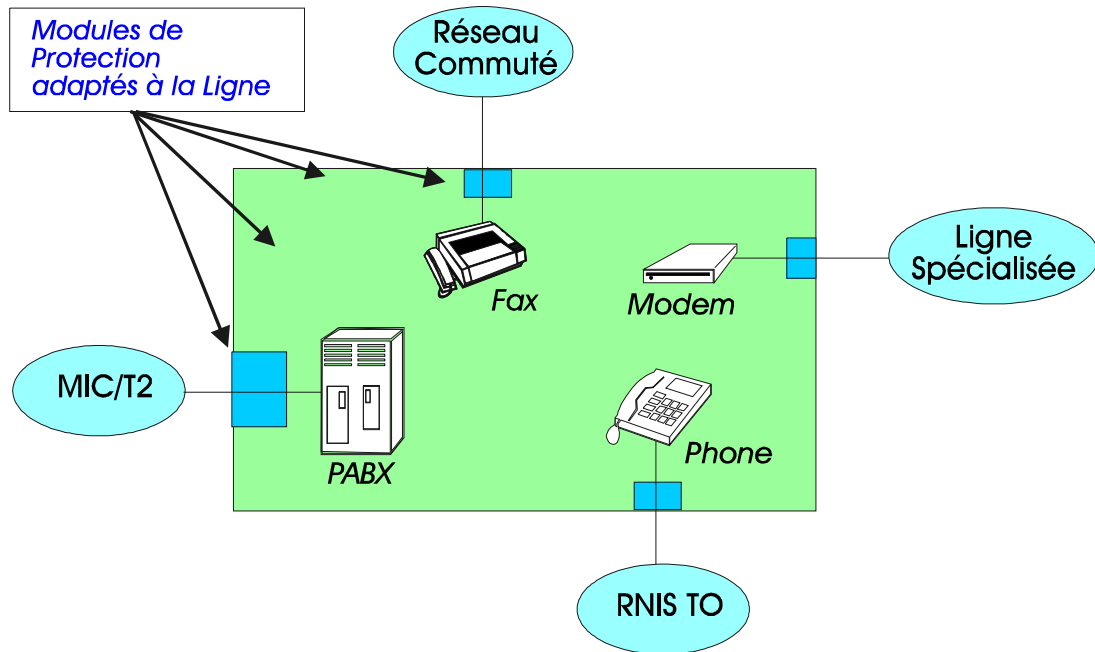 Modules de
Protection
adaptés à la Ligne
Réseau
Commuté
Ligne
Spécialisée
Fax
Modem
MIC/T2
PABX
Phone
RNIS TO